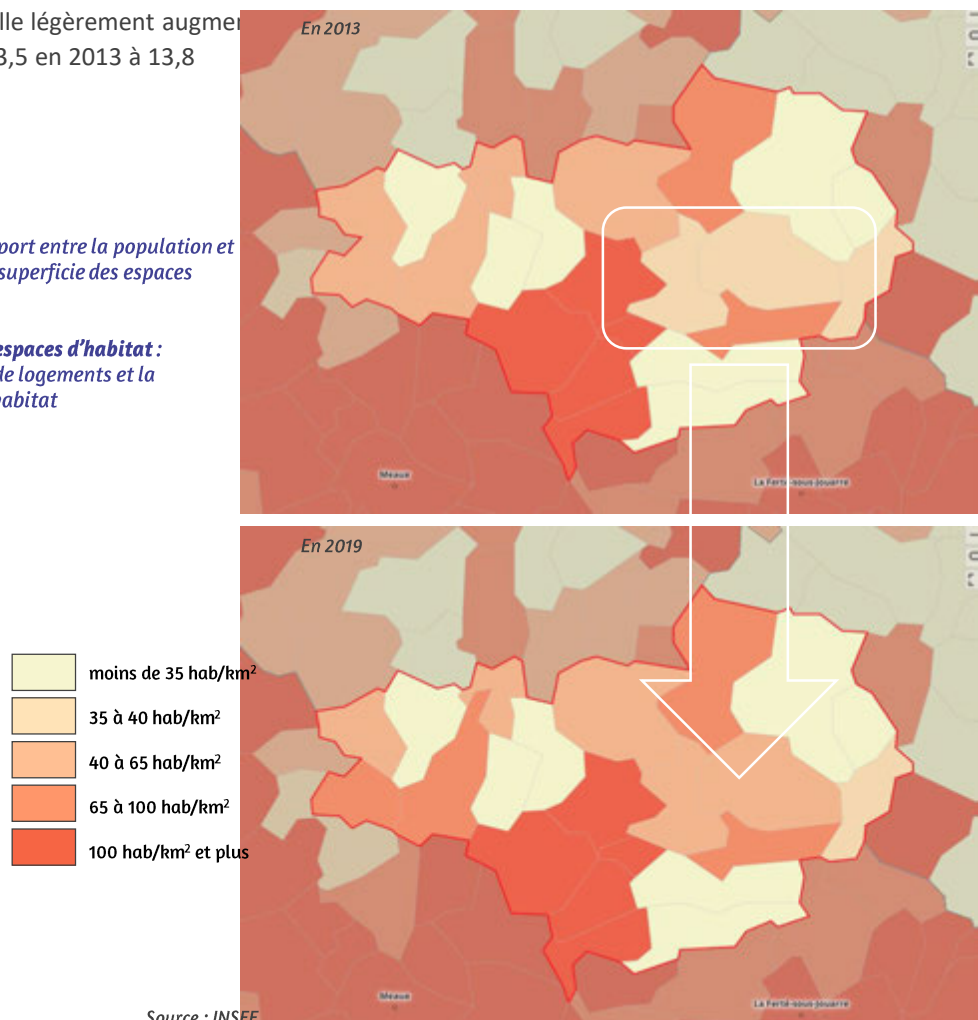 lle légèrement augmen
3,5 en 2013 à 13,8
port entre la population et
superficie des espaces
espaces d’habitat :
de logements et la
habitat
En 2013
Meaux
La Ferté-sous-Jouarre
En 2019
moins de 35 hab/km²
35 à 40 hab/km²
40 à 65 hab/km²
65 à 100 hab/km²
100 hab/km² et plus
Meaux
La Ferté-sous-Jouarre
Source : INSEE